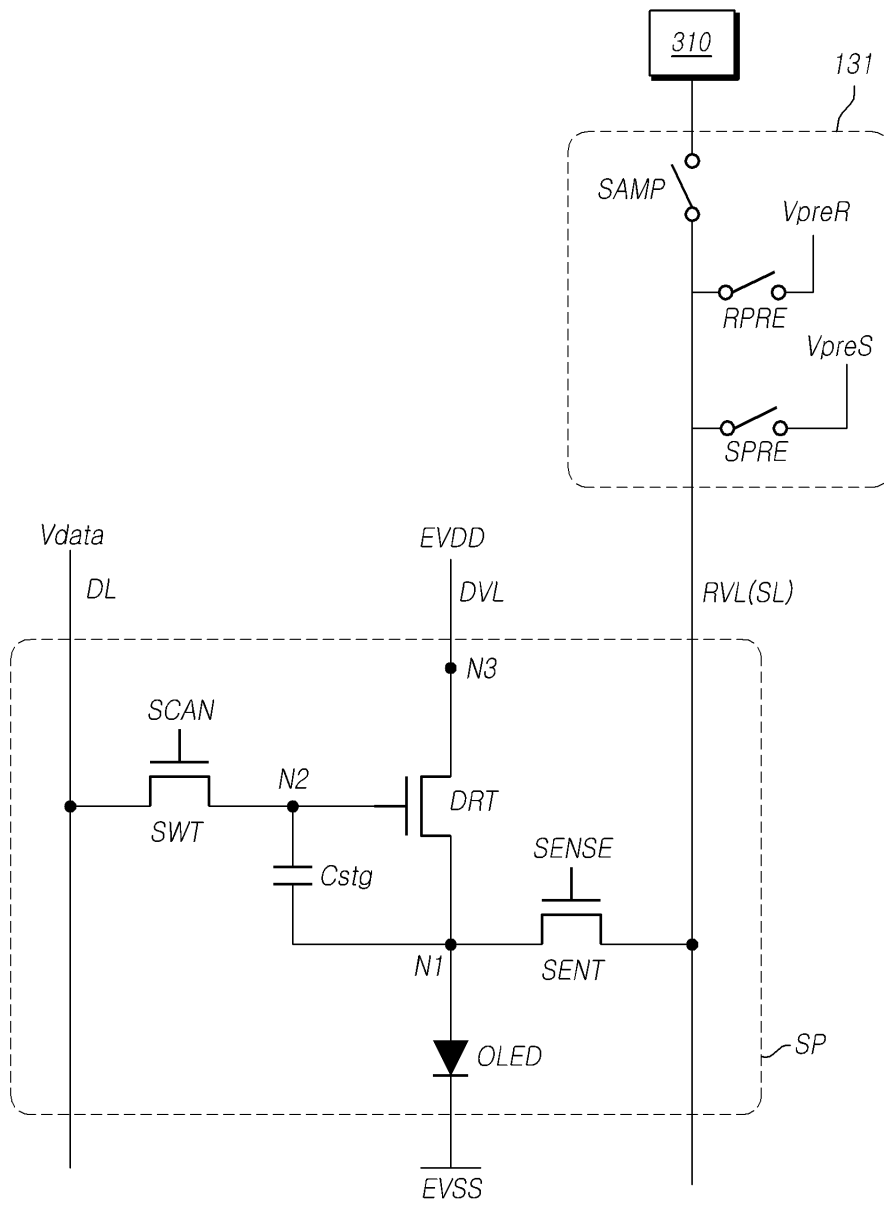 310
131
SAMP
VpreR
RPRE
VpreS
SPRE
Vdata
EVDD
DL
DVL
RVL(SL)
N3
SCAN
N2
DRT
SWT
SENSE
Cstg
N1
SENT
SP
OLED
EVSS